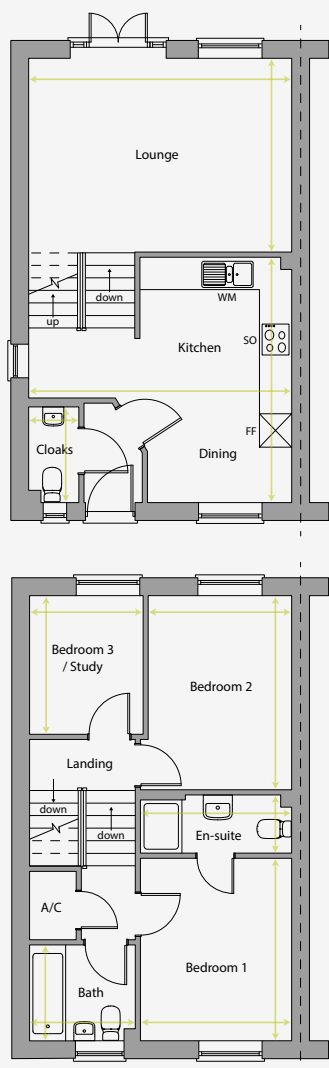 Lounge
down
up
WM
Kitchen
SO
Cloaks
Dining
FF
Bedroom 3
/ Study
Bedroom 2
Landing
down
down
En-suite
A/C
Bedroom 1
Bath